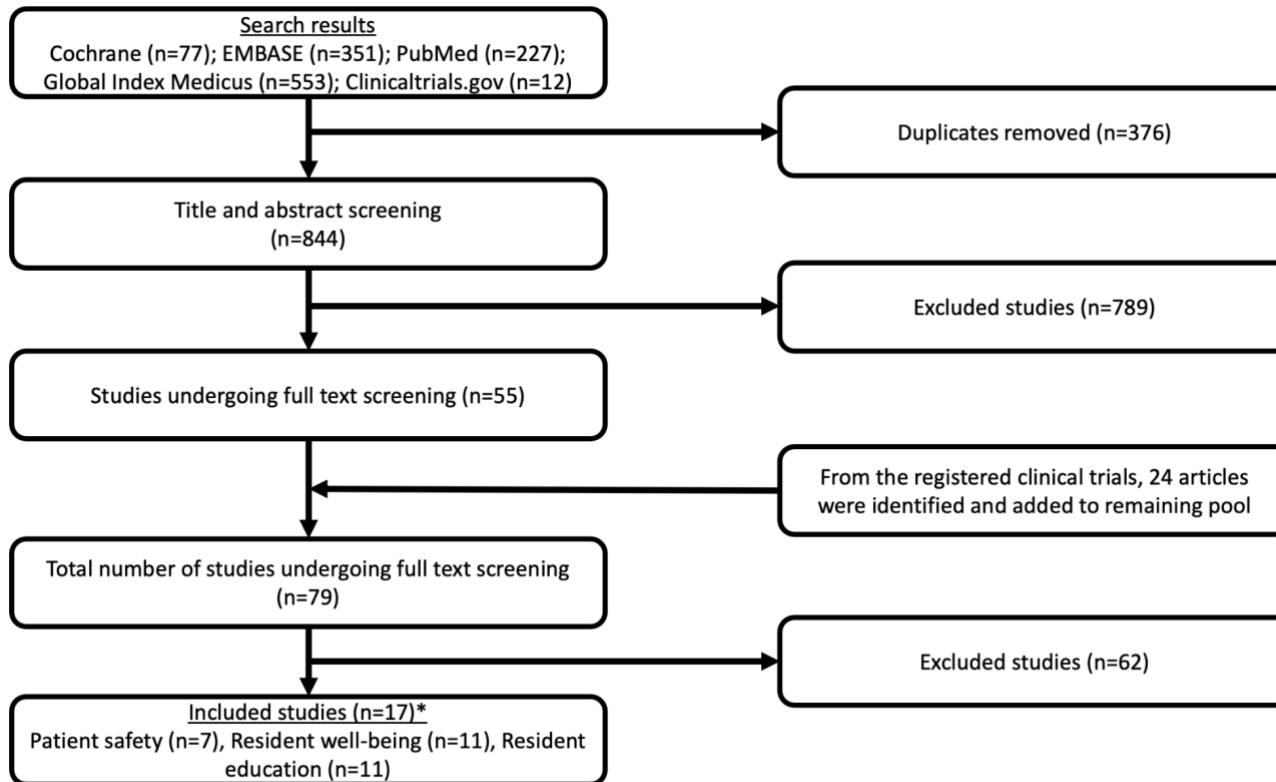 Search results
Cochrane (n=77); EMBASE (n=351); PubMed (n=227);
Global Index Medicus (n=553); Clinicaltrials.gov (n=12)
Duplicates removed (n=376)
Title and abstract screening
(n=844)
Excluded studies (n=789)
Studies undergoing full text screening (n=55)
From the registered clinical trials, 24 articles
were identified and added to remaining pool
Total number of studies undergoing full text screening
(n=79)
Excluded studies (n=62)
Included studies (n=17)*
Patient safety (n=7), Resident well-being (n=11), Resident
education (n=11)